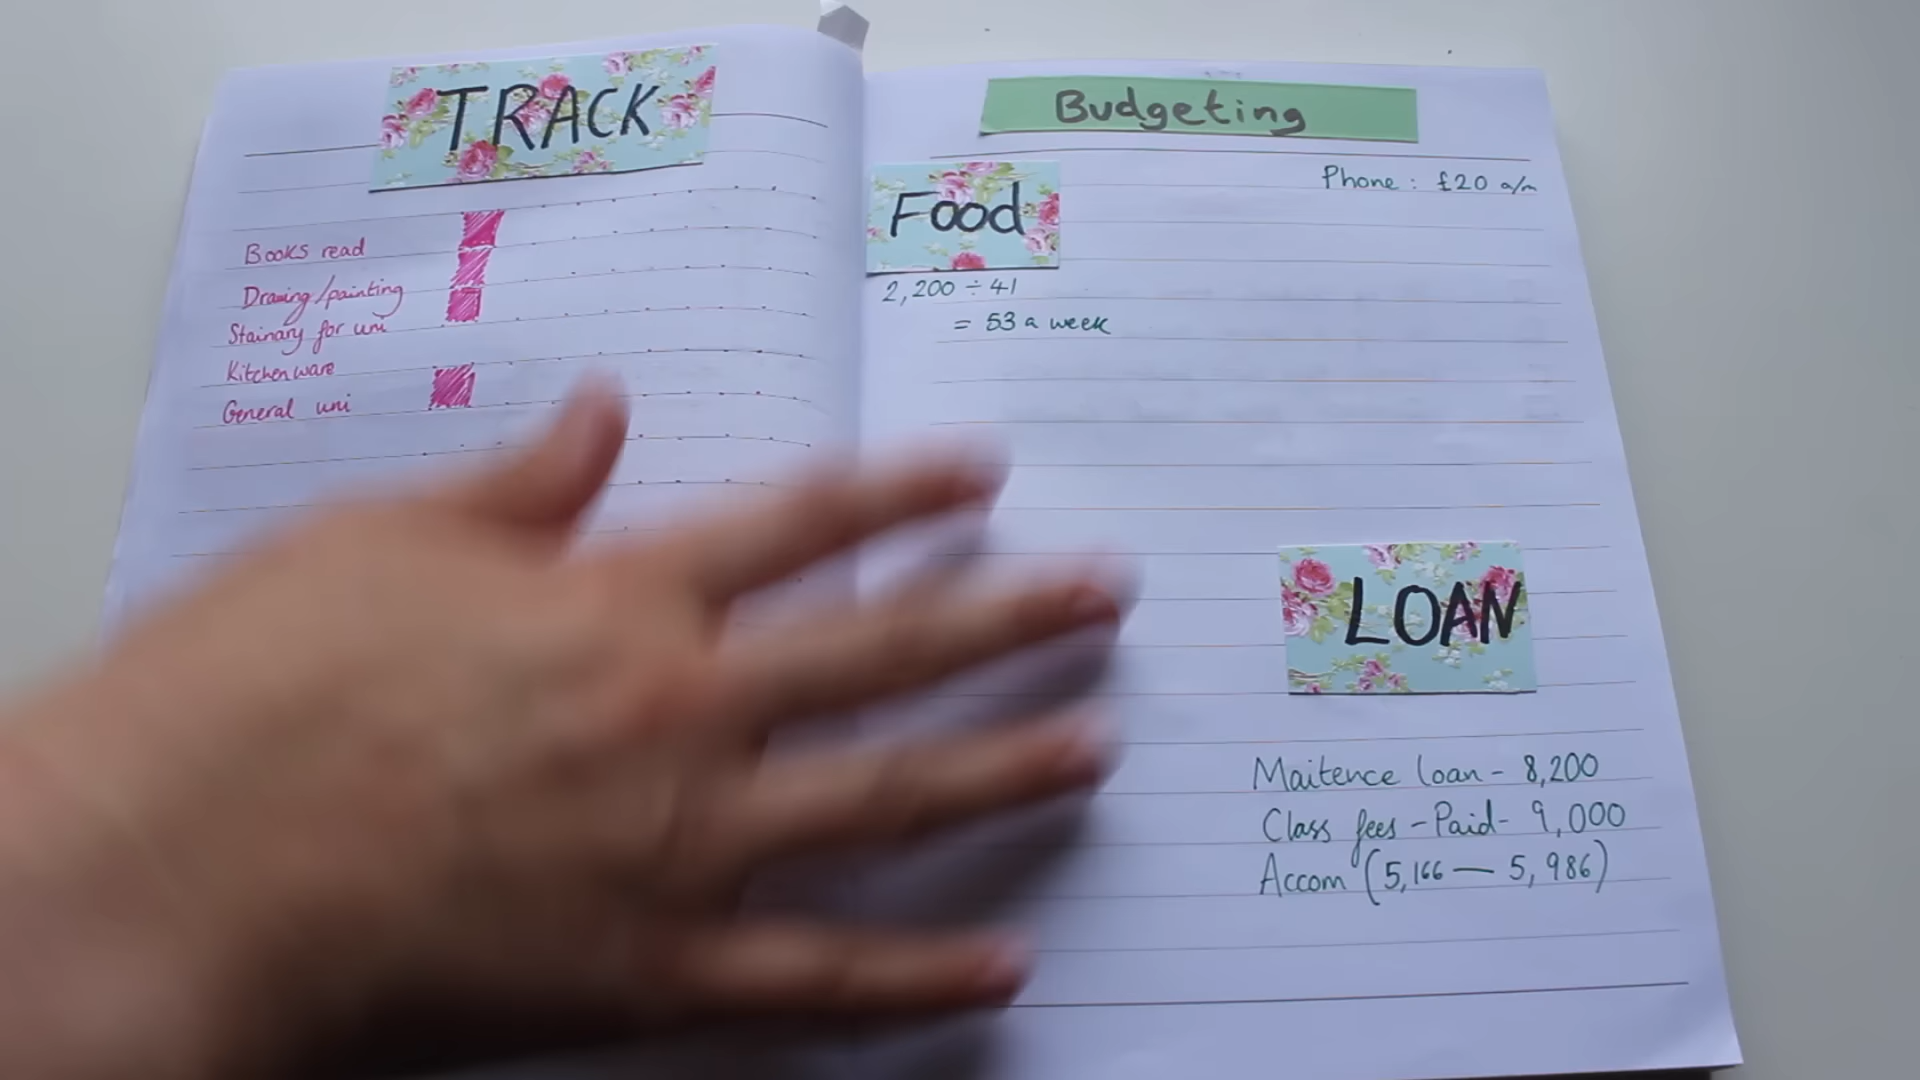 TRACK
Books read
Drawing/painting
Stainary for uni
Kitchenware
General uni
Budgeting
Phone: £20 a/m
Food
2,200 ÷ 41
= 53 a week
LOAN
Maitence loan - 8,200
Class fees - Paid - 9,000
Accom (5,166 — 5,986)